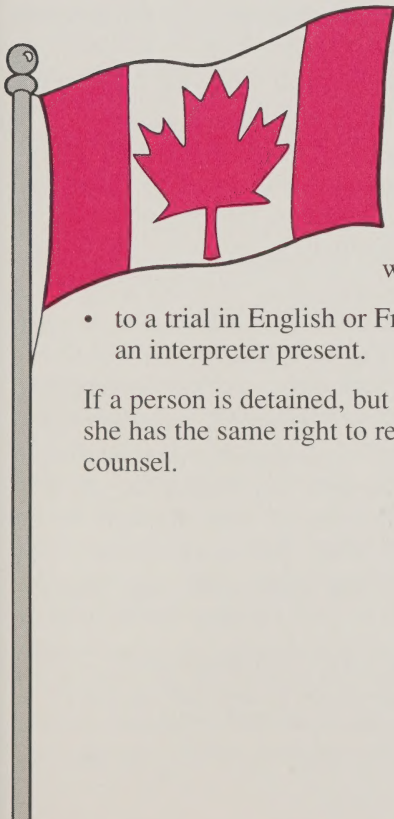 w
• to a trial in English or Fr
an interpreter present.
If a person is detained, but
she has the same right to re
counsel.